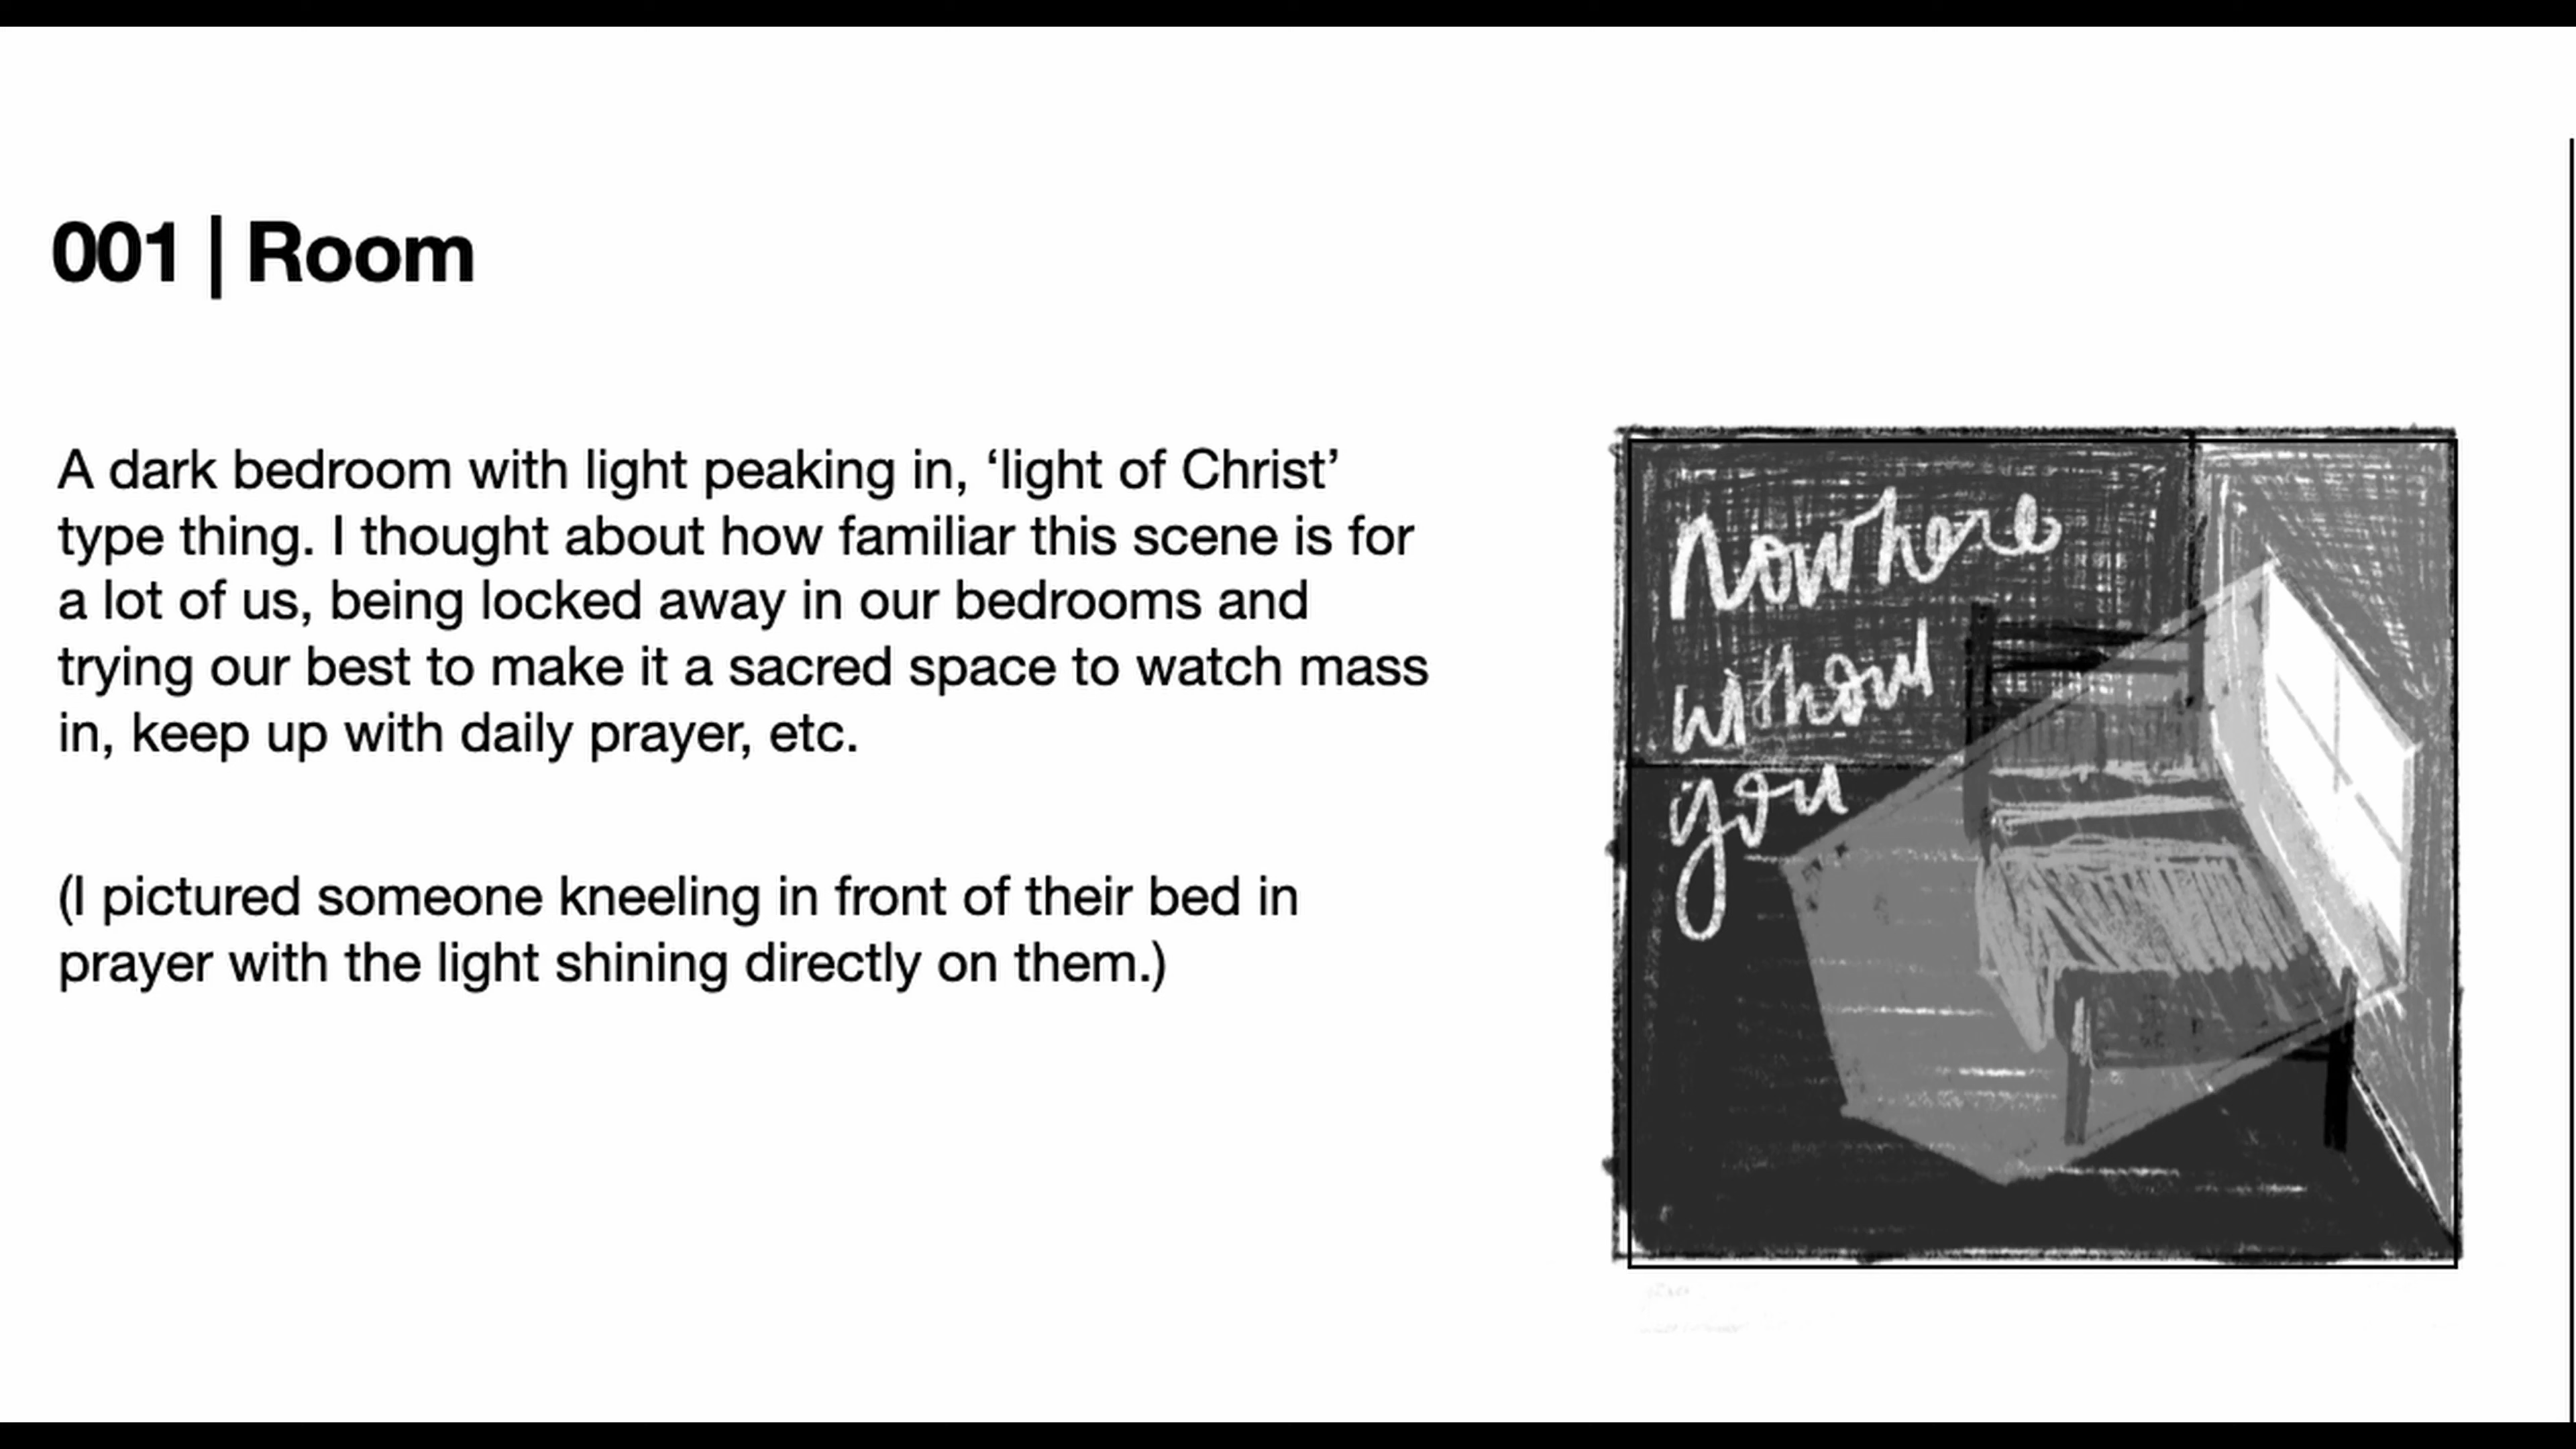 001 | Room
A dark bedroom with light peaking in, ‘light of Christ’
type thing. I thought about how familiar this scene is for
a lot of us, being locked away in our bedrooms and
trying our best to make it a sacred space to watch mass
in, keep up with daily prayer, etc.
(I pictured someone kneeling in front of their bed in
prayer with the light shining directly on them.)
Nowhere
without
you